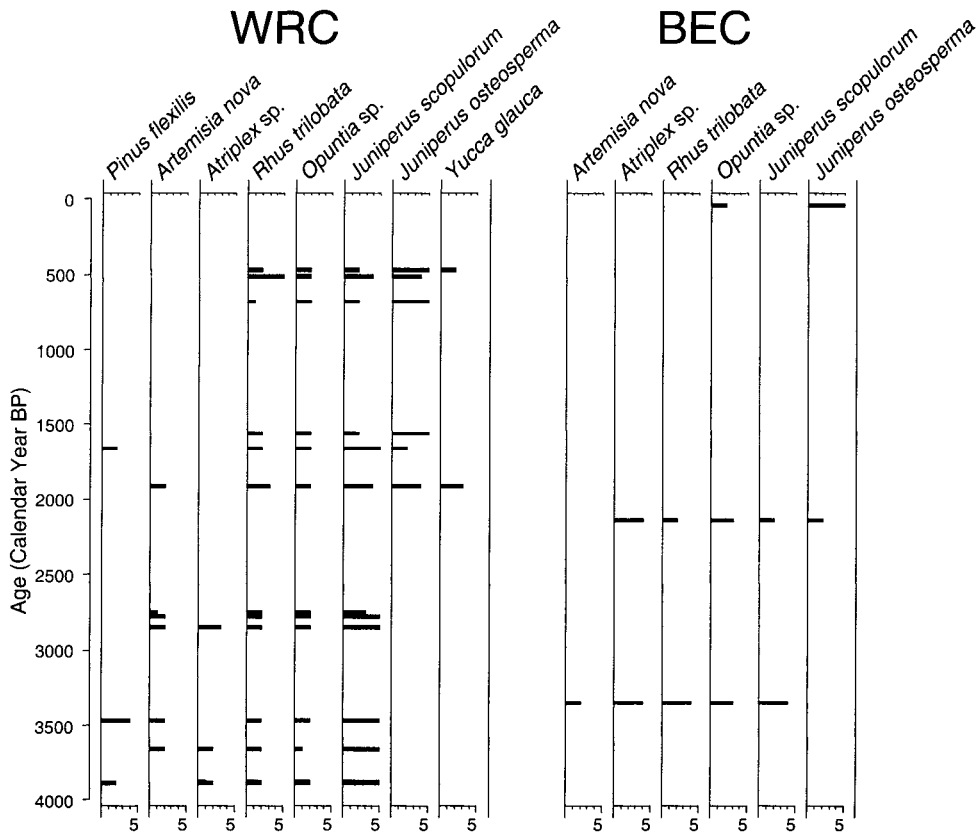 WRC
BEC
Pinus flexilis
Artemisia nova
Atriplex sp.
Rhus trilobata
Opuntia sp.
Juniperus scopulorum
Juniperus osteosperma
Yucca glauca
Artemisia nova
Atriplex sp.
Rhus trilobata
Opuntia sp.
Juniperus scopulorum
Juniperus osteosperma
Age (Calendar Year BP)
0
500
1000
1500
2000
2500
3000
3500
4000
5 5 5 5 5 5 5 5 5 5 5 5 5 5